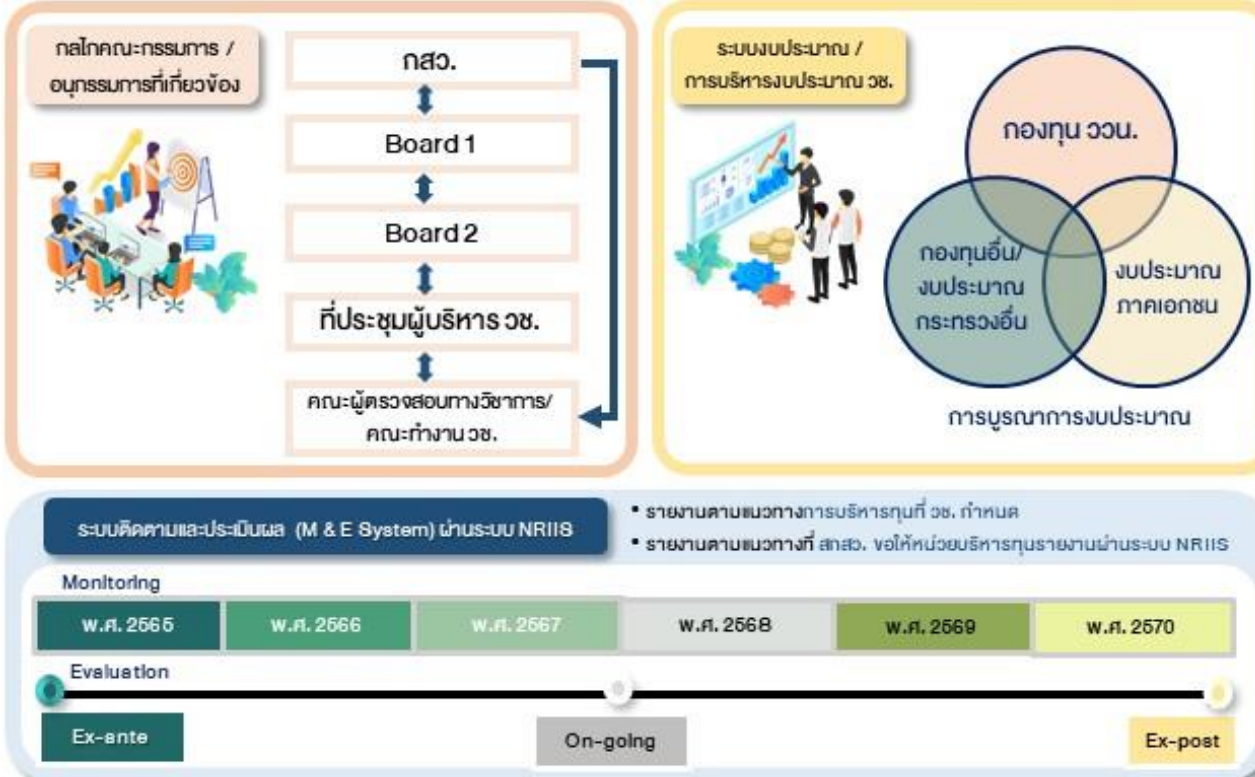 กลไกคณะกรรมการ /
อนุกรรมการที่เกี่ยวข้อง
กสว.
Board 1
Board 2
ที่ประชุมผู้บริหาร วช.
คณะผู้ตรวจสอบทางวิชาการ/
คณะทำงาน วช.
ระบบงบประมาณ /
การบริหารงบประมาณ วช.
กองทุน ววน.
กองทุนอื่น/
งบประมาณ
กระทรวงอื่น
งบประมาณ
ภาคเอกชน
การบูรณาการงบประมาณ
ระบบติดตามและประเมินผล (M & E System) ผ่านระบบ NRIIS
• รายงานตามแนวทางการบริหารทุนที่ วช. กำหนด
• รายงานตามแนวทางที่ สกสว. ขอให้หน่วยบริหารทุนรายงานผ่านระบบ NRIIS
Monitoring
พ.ศ. 2565 พ.ศ. 2566 พ.ศ. 2567 พ.ศ. 2568 พ.ศ. 2569 พ.ศ. 2570
Evaluation
Ex-ante On-going Ex-post